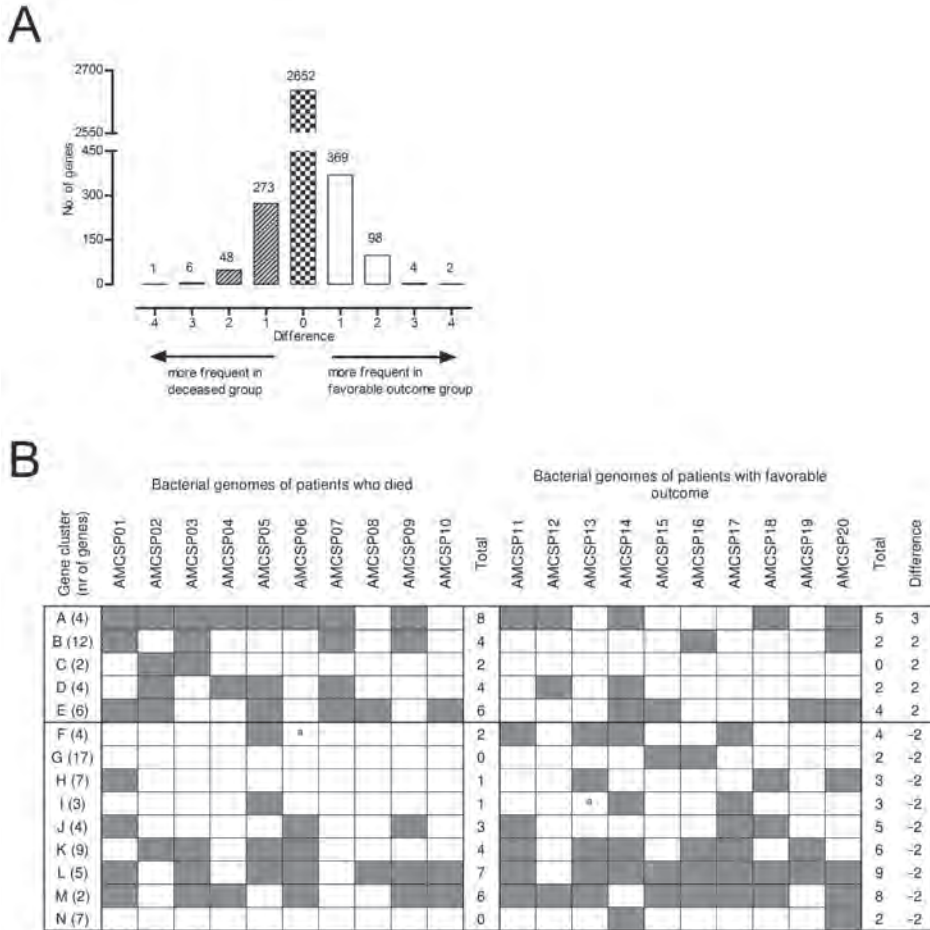 A
2700
2652
2550
450
369
No. of genes
300
273
150
98
48
1
6
4
2
0
4 3 2 1 0 1 2 3 4
Difference
more frequent in
deceased group
more frequent in
favorable outcome group
B
Bacterial genomes of patients who died
Bacterial genomes of patients with favorable
outcome
Gene cluster
(nr of genes)
AMCSP01 AMCSP02 AMCSP03 AMCSP04 AMCSP05 AMCSP06 AMCSP07 AMCSP08 AMCSP09 AMCSP10 Total AMCSP11 AMCSP12 AMCSP13 AMCSP14 AMCSP15 AMCSP16 AMCSP17 AMCSP18 AMCSP19 AMCSP20 Total Difference
A (4) 8 5 3
B (12) 4 2 2
C (2) 2 0 2
D (4) 4 2 2
E (6) 6 4 2
F (4) a 2 4 -2
G (17) 0 2 -2
H (7) 1 3 -2
I (3) 1 a 3 -2
J (4) 3 5 -2
K (9) 4 6 -2
L (5) 7 9 -2
M (2) 6 8 -2
N (7) 0 2 -2